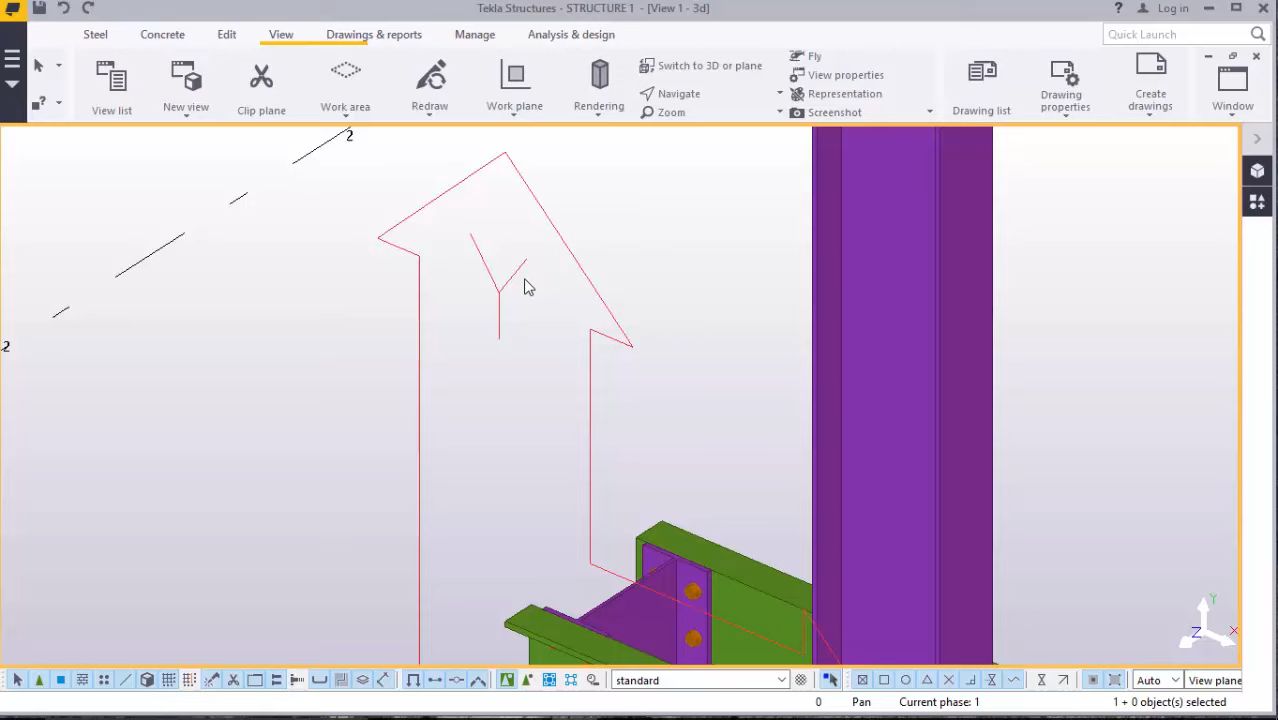 Tekla Structures - STRUCTURE 1 - [View 1 - 3d]
? Log in
Steel Concrete Edit View Drawings & reports Manage Analysis & design Quick Launch
View list
New view
Clip plane
Work area
Redraw
Work plane
Rendering
Switch to 3D or plane
Navigate
Zoom
Fly
View properties
Representation
Screenshot
Drawing list
Drawing properties
Create drawings
Window
2
Y
2
Y
Z
X
standard
Auto
View plane
0 Pan Current phase: 1 1 + 0 object(s) selected